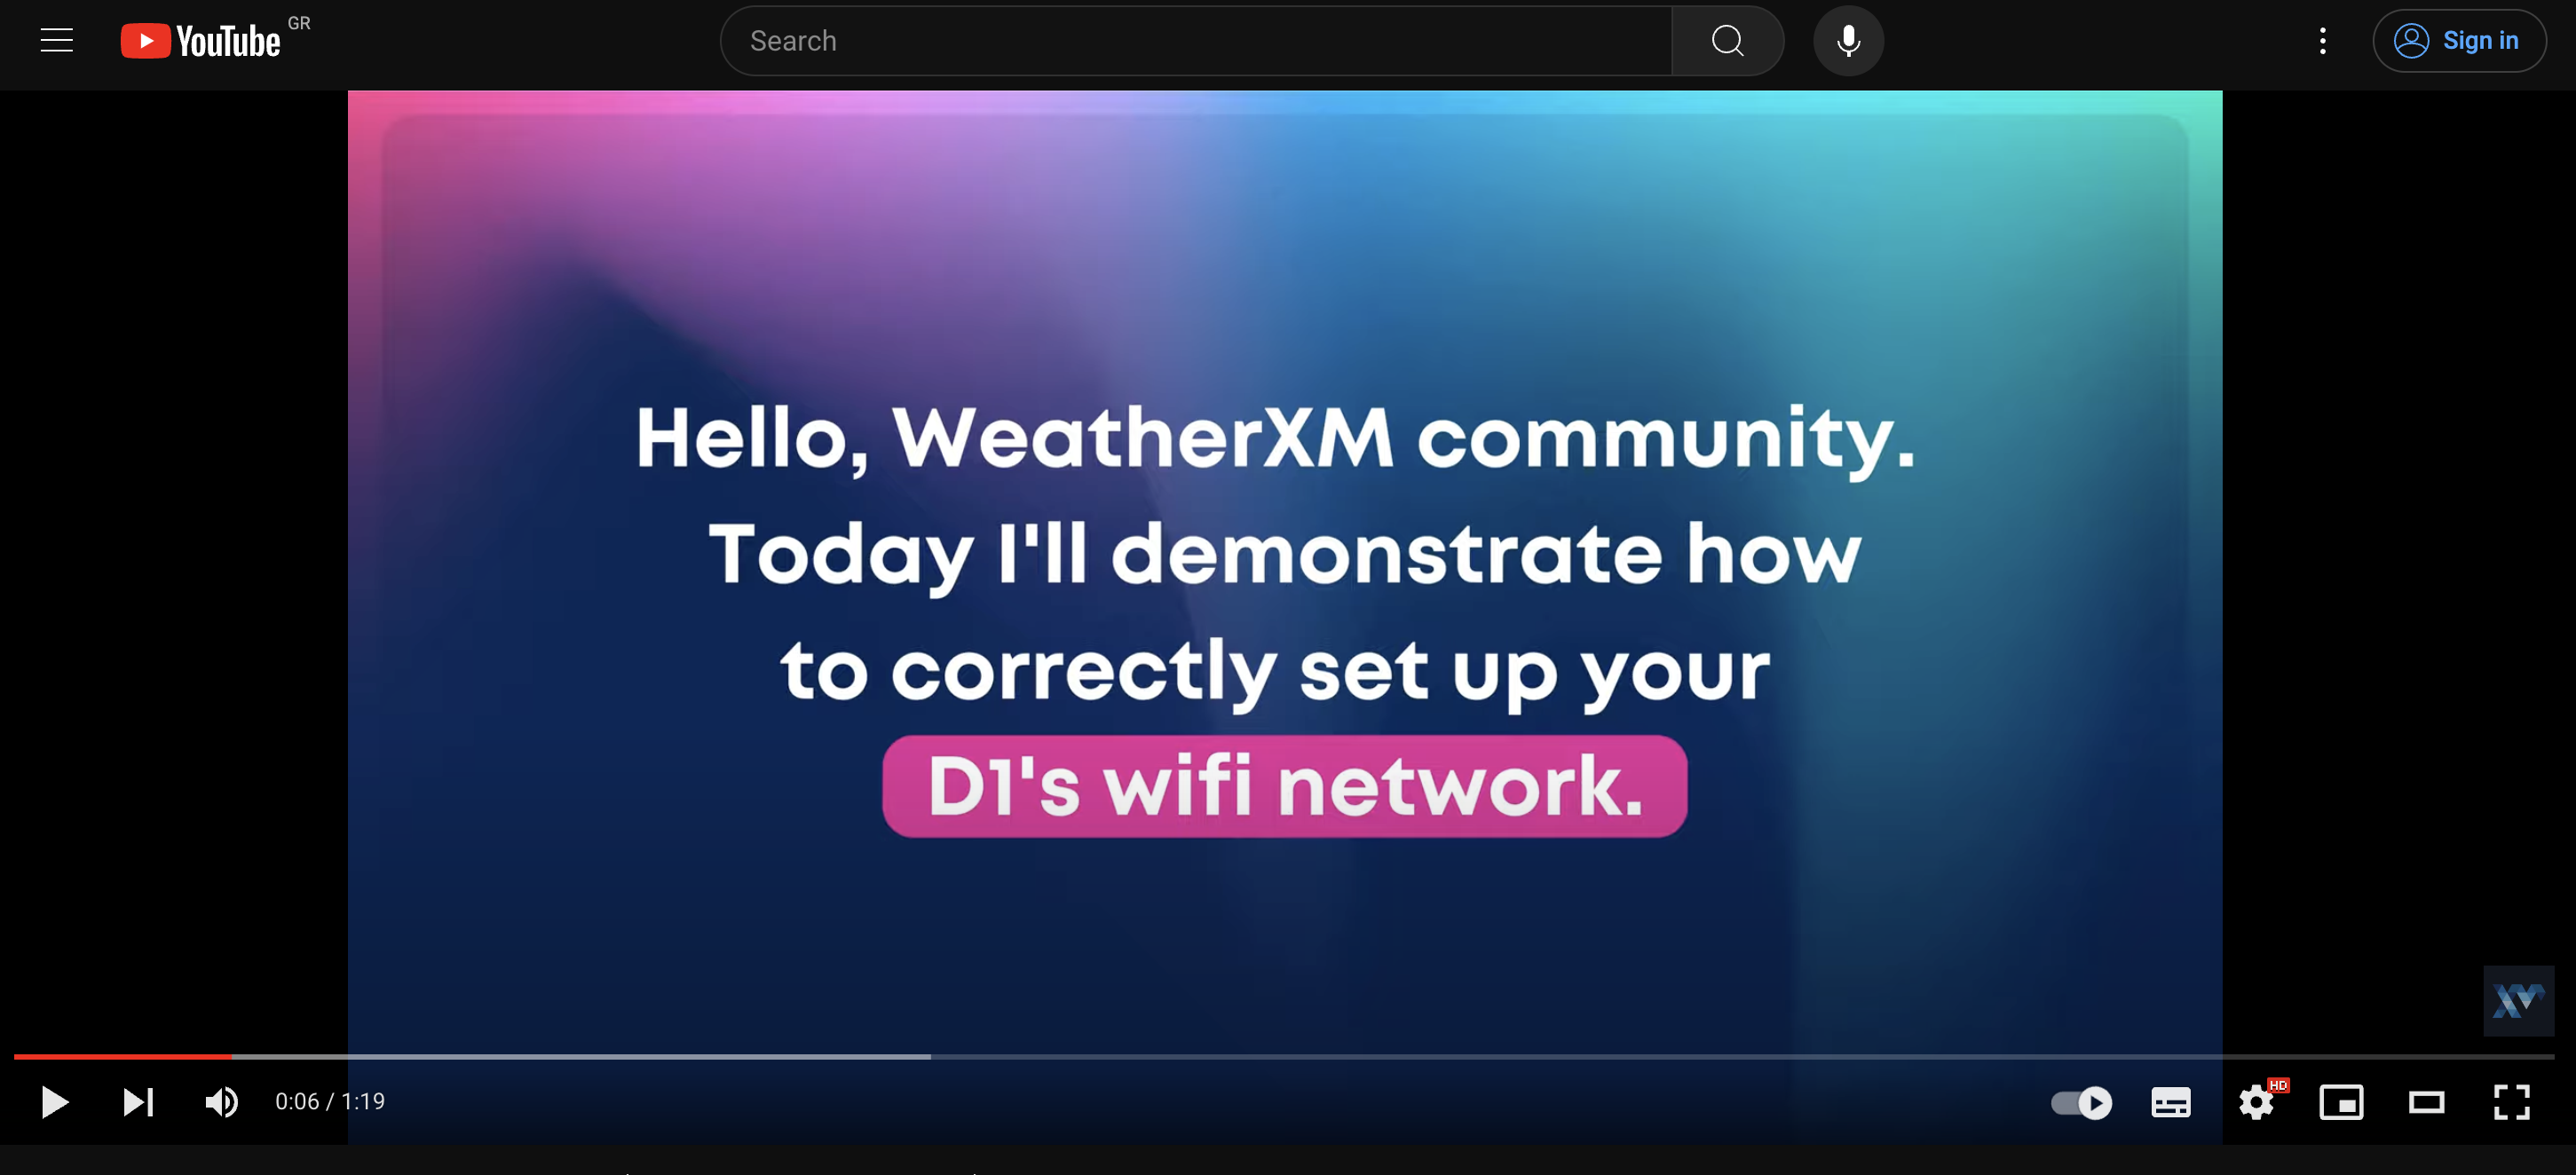 YouTube GR
Search
Sign in
Hello, WeatherXM community.
Today I'll demonstrate how
to correctly set up your
D1's wifi network.
XM
0:06 / 1:19
HD